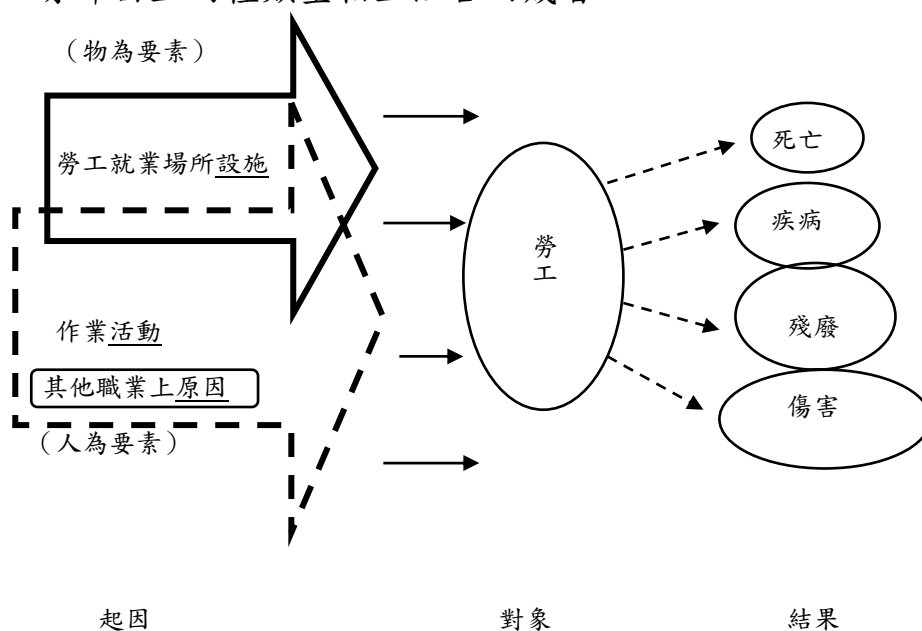 （物為要素）
勞工就業場所設施
作業活動
其他職業上原因
（人為要素）
勞工
死亡
疾病
殘廢
傷害
起因
對象
結果